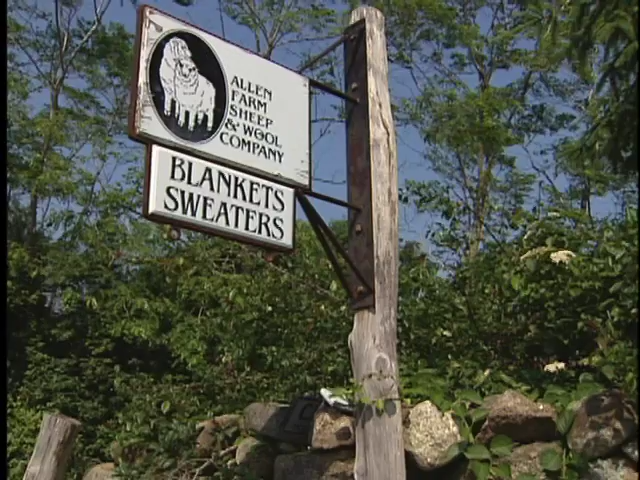 ALLEN
FARM
SHEEP
& WOOL
COMPANY
BLANKETS
SWEATERS